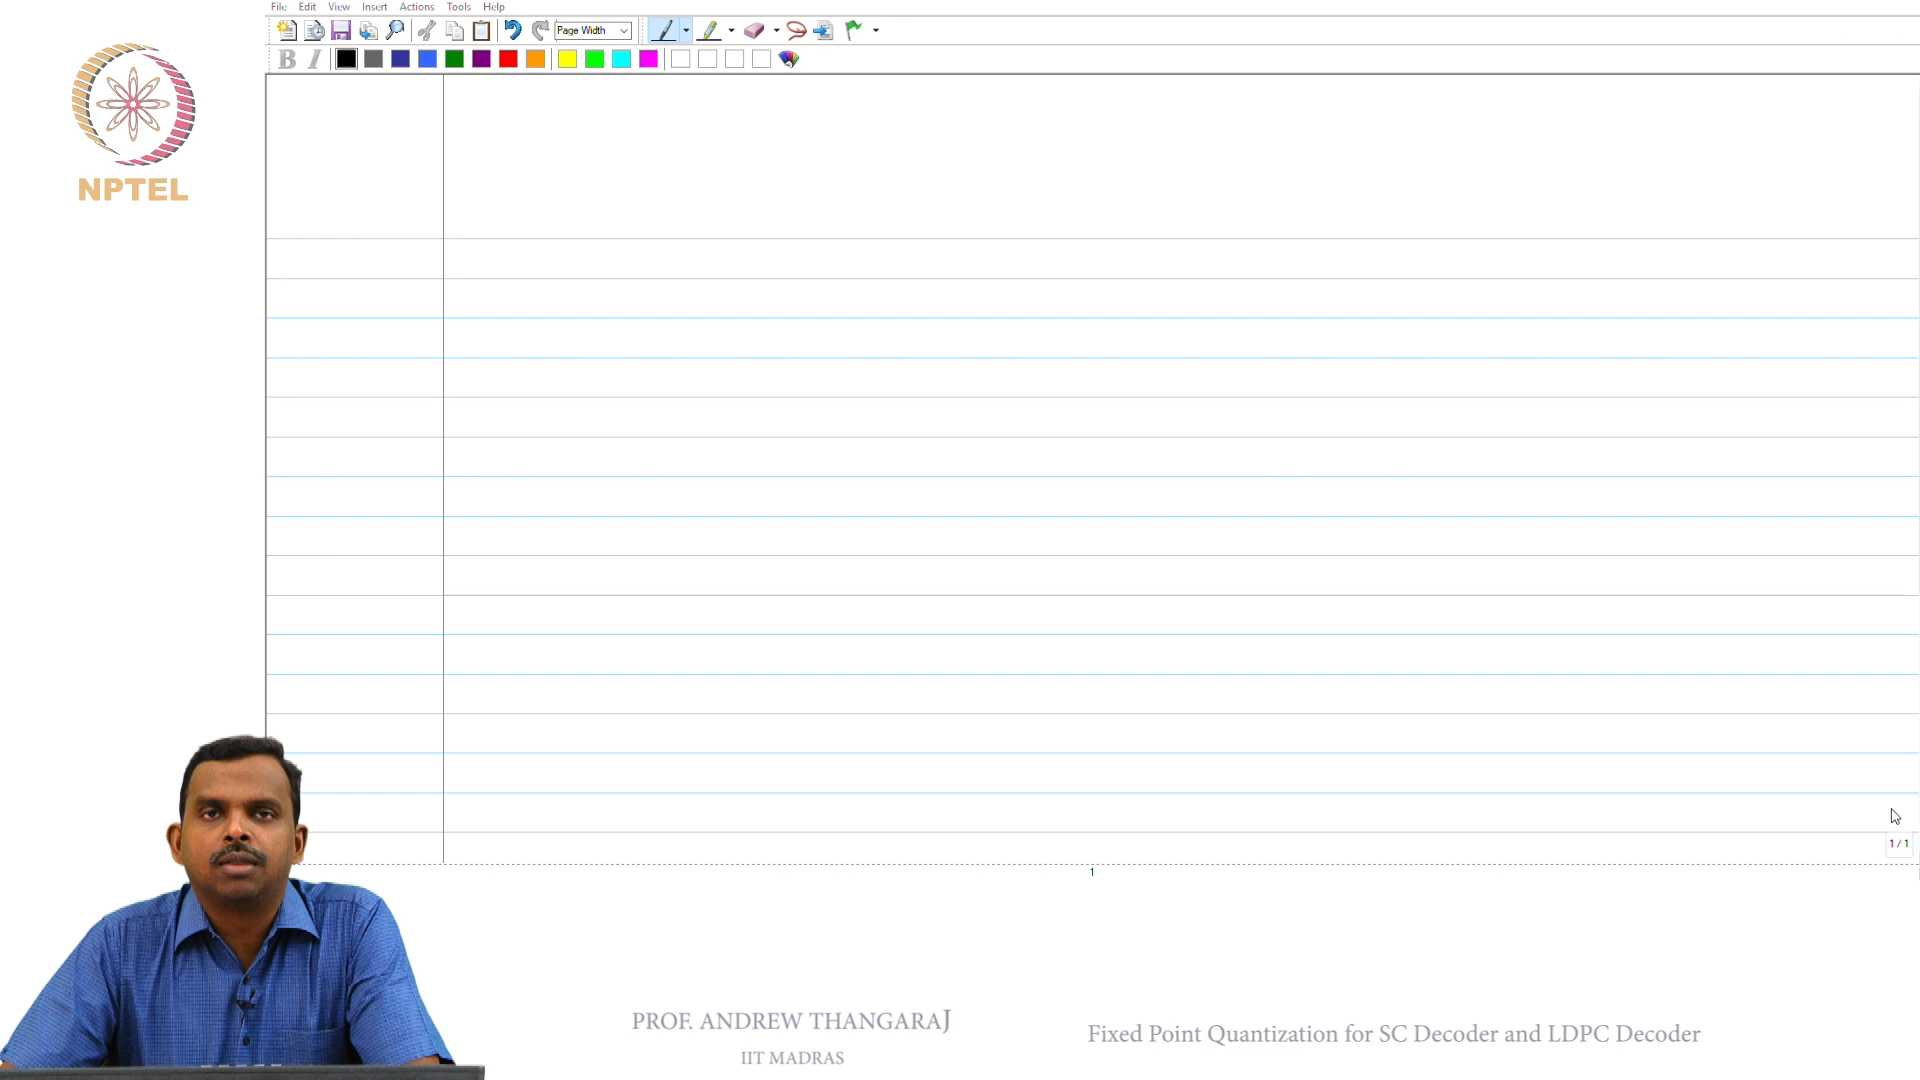 File Edit View Insert Actions Tools Help
Page Width
B I
NPTEL
1 / 1
1
PROF. ANDREW THANGARAJ
IIT MADRAS
Fixed Point Quantization for SC Decoder and LDPC Decoder